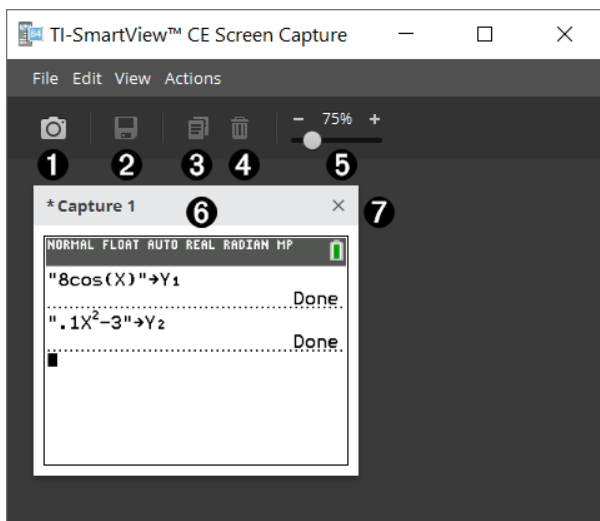 TI-SmartView™ CE Screen Capture
File Edit View Actions
− 75% +
1 2 3 4 5
*Capture 1 6 7
NORMAL FLOAT AUTO REAL RADIAN MP
"8cos(X)"→Y₁
Done
".1X²−3"→Y₂
Done